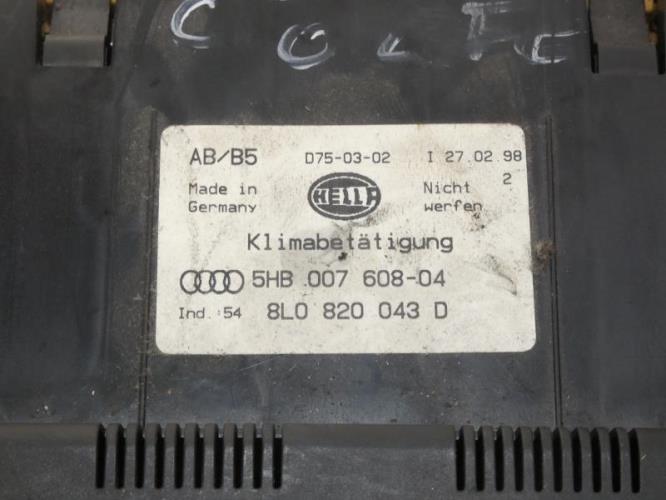 AB/B5 D75-03-02 I 27.02.98
2
Made in Germany HELLA Nicht werfen
Klimabetätigung
5HB 007 608-04
Ind.:54 8L0 820 043 D